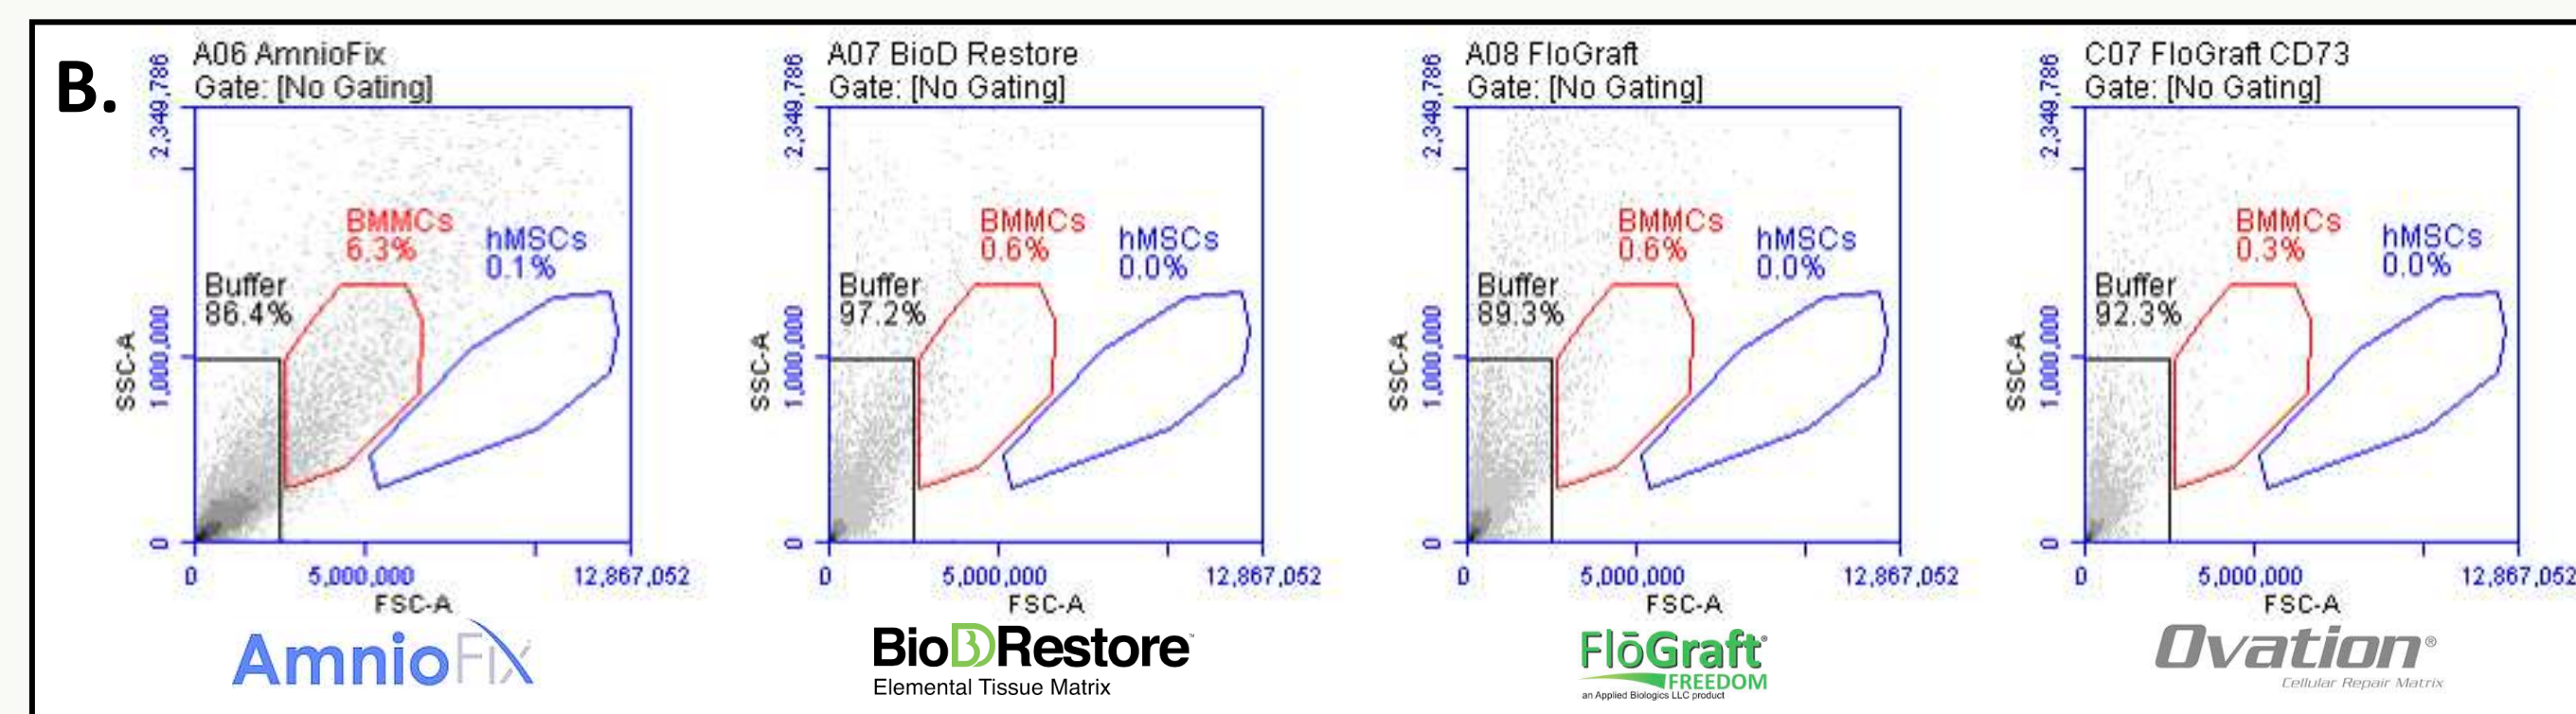 B.
A06 AmnioFix
Gate: [No Gating]
2,349,786
1,000,000
0
SSC-A
BMMCs
6.3%
hMSCs
0.1%
Buffer
86.4%
0 5,000,000 12,867,052
FSC-A
AmnioFix
A07 BioD Restore
Gate: [No Gating]
2,349,786
1,000,000
0
SSC-A
BMMCs
0.6%
hMSCs
0.0%
Buffer
97.2%
0 5,000,000 12,867,052
FSC-A
BioDRestore™
Elemental Tissue Matrix
A08 FloGraft
Gate: [No Gating]
2,349,786
1,000,000
0
SSC-A
BMMCs
0.6%
hMSCs
0.0%
Buffer
89.3%
0 5,000,000 12,867,052
FSC-A
FlōGraft®
FREEDOM
an Applied Biologics LLC product
C07 FloGraft CD73
Gate: [No Gating]
2,349,786
1,000,000
0
SSC-A
BMMCs
0.3%
hMSCs
0.0%
Buffer
92.3%
0 5,000,000 12,867,052
FSC-A
Ovation®
Cellular Repair Matrix